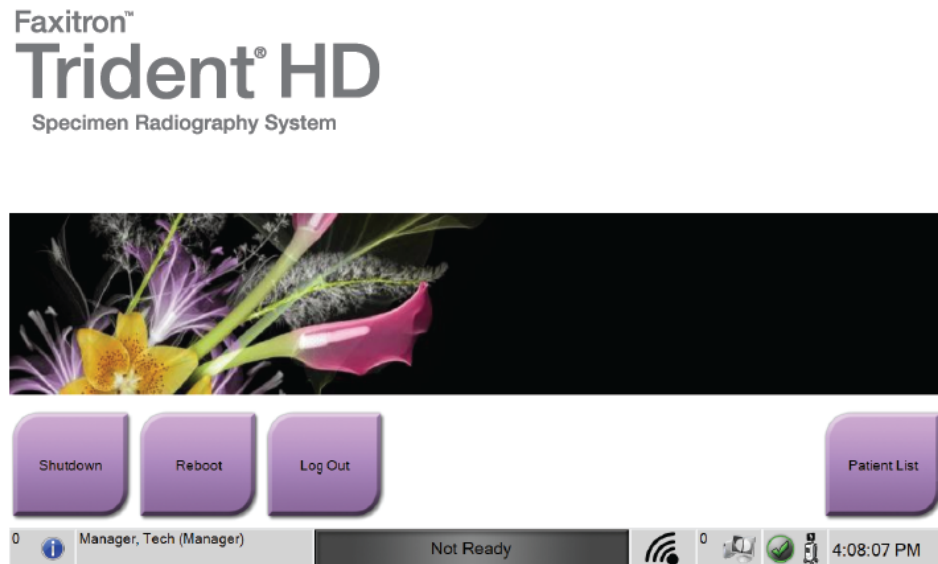 Faxitron™
Trident® HD
Specimen Radiography System
Shutdown
Reboot
Log Out
Patient List
0
Manager, Tech (Manager)
Not Ready
0
4:08:07 PM